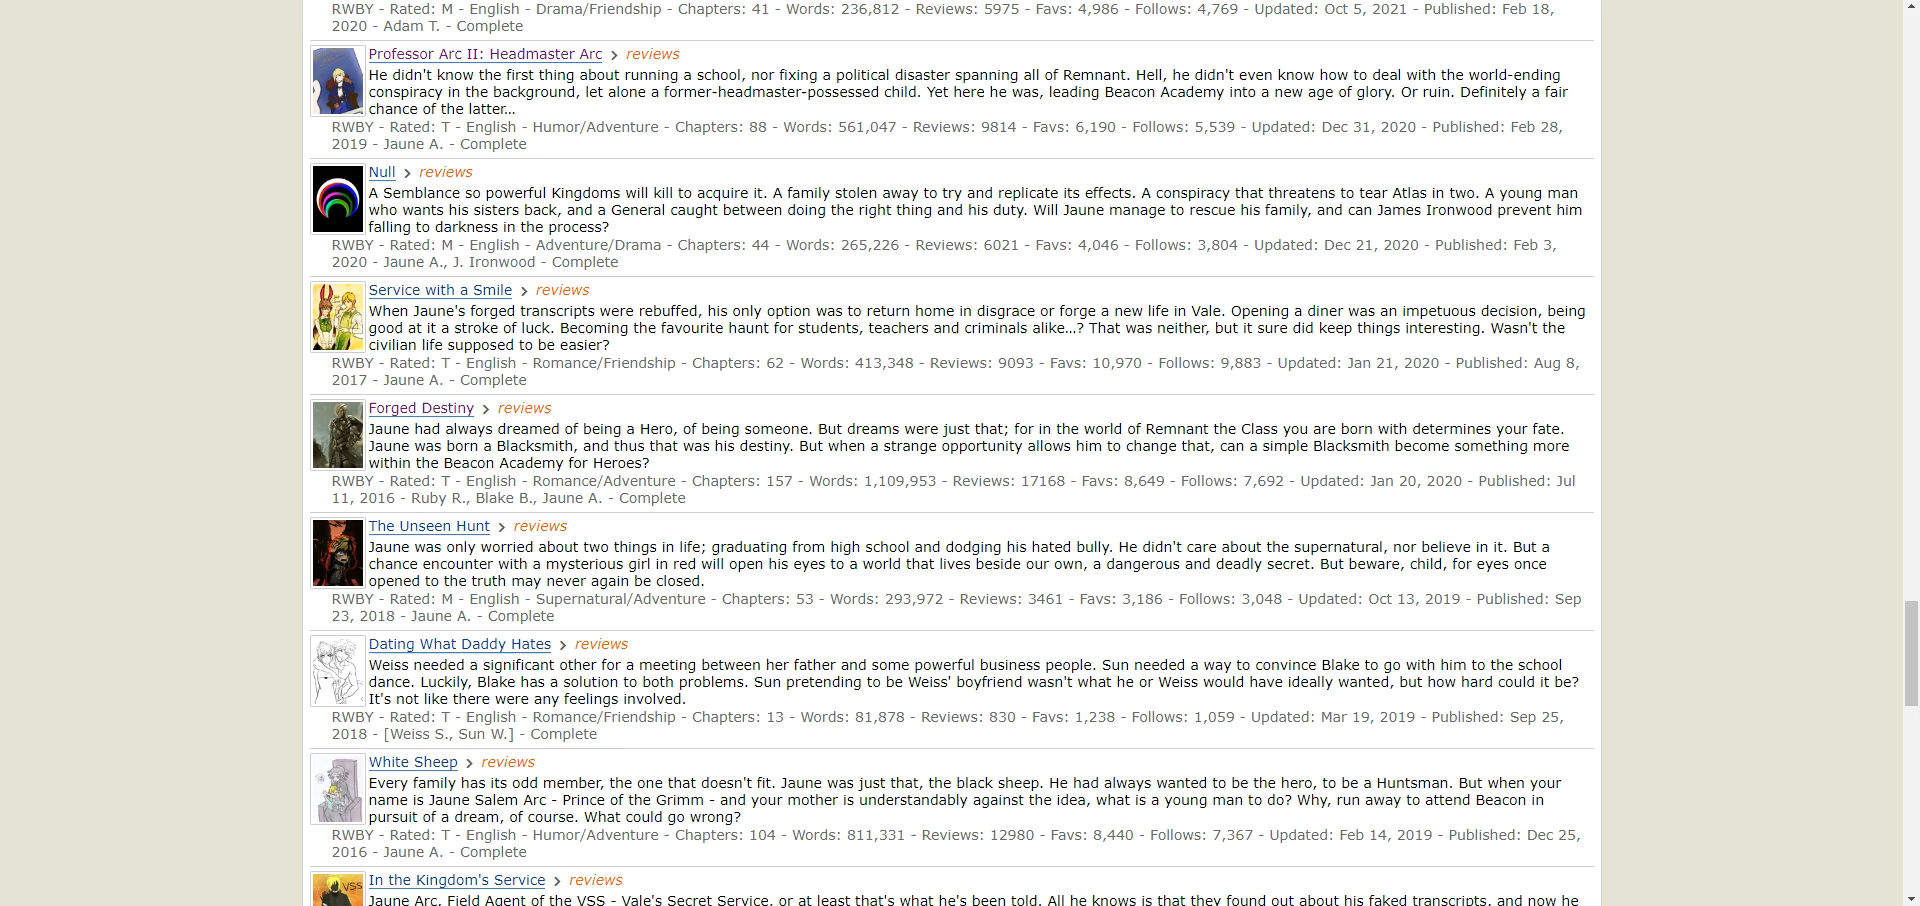 RWBY - Rated: M - English - Drama/Friendship - Chapters: 41 - Words: 236,812 - Reviews: 5975 - Favs: 4,986 - Follows: 4,769 - Updated: Oct 5, 2021 - Published: Feb 18,
2020 - Adam T. - Complete
Professor Arc II: Headmaster Arc > reviews
He didn't know the first thing about running a school, nor fixing a political disaster spanning all of Remnant. Hell, he didn't even know how to deal with the world-ending
conspiracy in the background, let alone a former-headmaster-possessed child. Yet here he was, leading Beacon Academy into a new age of glory. Or ruin. Definitely a fair
chance of the latter...
RWBY - Rated: T - English - Humor/Adventure - Chapters: 88 - Words: 561,047 - Reviews: 9814 - Favs: 6,190 - Follows: 5,539 - Updated: Dec 31, 2020 - Published: Feb 28,
2019 - Jaune A. - Complete
Null > reviews
A Semblance so powerful Kingdoms will kill to acquire it. A family stolen away to try and replicate its effects. A conspiracy that threatens to tear Atlas in two. A young man
who wants his sisters back, and a General caught between doing the right thing and his duty. Will Jaune manage to rescue his family, and can James Ironwood prevent him
falling to darkness in the process?
RWBY - Rated: M - English - Adventure/Drama - Chapters: 44 - Words: 265,226 - Reviews: 6021 - Favs: 4,046 - Follows: 3,804 - Updated: Dec 21, 2020 - Published: Feb 3,
2020 - Jaune A., J. Ironwood - Complete
Service with a Smile > reviews
When Jaune's forged transcripts were rebuffed, his only option was to return home in disgrace or forge a new life in Vale. Opening a diner was an impetuous decision, being
good at it a stroke of luck. Becoming the favourite haunt for students, teachers and criminals alike...? That was neither, but it sure did keep things interesting. Wasn't the
civilian life supposed to be easier?
RWBY - Rated: T - English - Romance/Friendship - Chapters: 62 - Words: 413,348 - Reviews: 9093 - Favs: 10,970 - Follows: 9,883 - Updated: Jan 21, 2020 - Published: Aug 8,
2017 - Jaune A. - Complete
Forged Destiny > reviews
Jaune had always dreamed of being a Hero, of being someone. But dreams were just that; for in the world of Remnant the Class you are born with determines your fate.
Jaune was born a Blacksmith, and thus that was his destiny. But when a strange opportunity allows him to change that, can a simple Blacksmith become something more
within the Beacon Academy for Heroes?
RWBY - Rated: T - English - Romance/Adventure - Chapters: 157 - Words: 1,109,953 - Reviews: 17168 - Favs: 8,649 - Follows: 7,692 - Updated: Jan 20, 2020 - Published: Jul
11, 2016 - Ruby R., Blake B., Jaune A. - Complete
The Unseen Hunt > reviews
Jaune was only worried about two things in life; graduating from high school and dodging his hated bully. He didn't care about the supernatural, nor believe in it. But a
chance encounter with a mysterious girl in red will open his eyes to a world that lives beside our own, a dangerous and deadly secret. But beware, child, for eyes once
opened to the truth may never again be closed.
RWBY - Rated: M - English - Supernatural/Adventure - Chapters: 53 - Words: 293,972 - Reviews: 3461 - Favs: 3,186 - Follows: 3,048 - Updated: Oct 13, 2019 - Published: Sep
23, 2018 - Jaune A. - Complete
Dating What Daddy Hates > reviews
Weiss needed a significant other for a meeting between her father and some powerful business people. Sun needed a way to convince Blake to go with him to the school
dance. Luckily, Blake has a solution to both problems. Sun pretending to be Weiss' boyfriend wasn't what he or Weiss would have ideally wanted, but how hard could it be?
It's not like there were any feelings involved.
RWBY - Rated: T - English - Romance/Friendship - Chapters: 13 - Words: 81,878 - Reviews: 830 - Favs: 1,238 - Follows: 1,059 - Updated: Mar 19, 2019 - Published: Sep 25,
2018 - [Weiss S., Sun W.] - Complete
White Sheep > reviews
Every family has its odd member, the one that doesn't fit. Jaune was just that, the black sheep. He had always wanted to be the hero, to be a Huntsman. But when your
name is Jaune Salem Arc - Prince of the Grimm - and your mother is understandably against the idea, what is a young man to do? Why, run away to attend Beacon in
pursuit of a dream, of course. What could go wrong?
RWBY - Rated: T - English - Humor/Adventure - Chapters: 104 - Words: 811,331 - Reviews: 12980 - Favs: 8,440 - Follows: 7,367 - Updated: Feb 14, 2019 - Published: Dec 25,
2016 - Jaune A. - Complete
In the Kingdom's Service > reviews
VSS
Jaune Arc, Field Agent of the VSS - Vale's Secret Service, or at least that's what he's been told. All he knows is that they found out about his faked transcripts, and now he